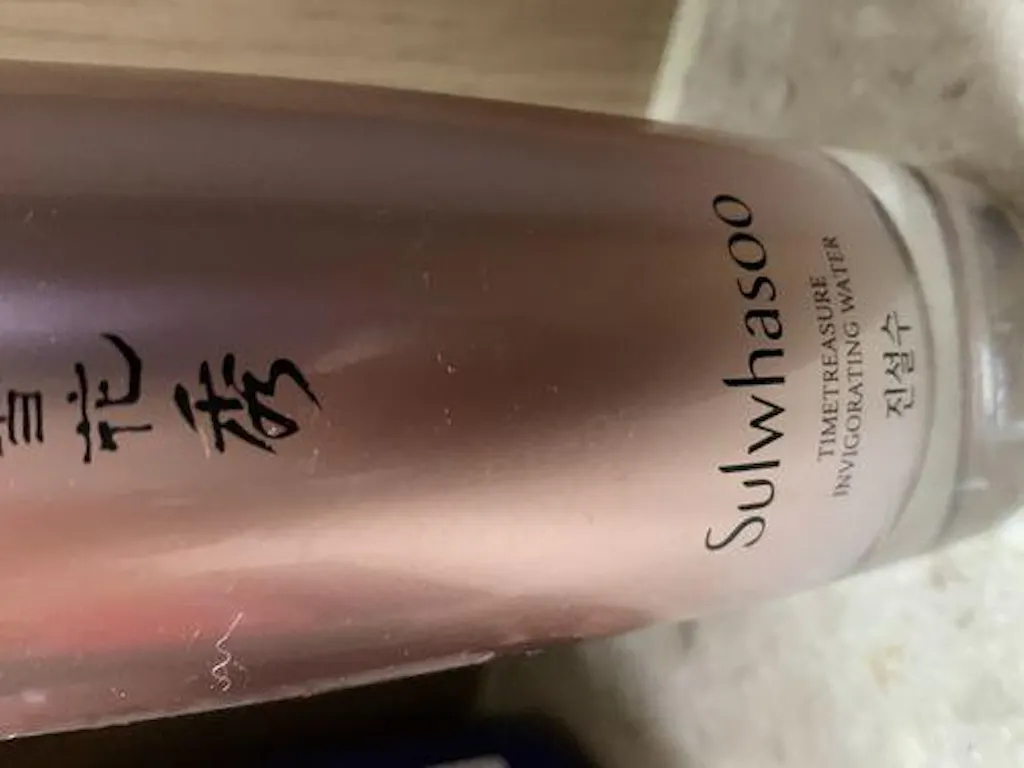 花秀
Sulwhasoo
TIMETREASURE
INVIGORATING WATER
진설수